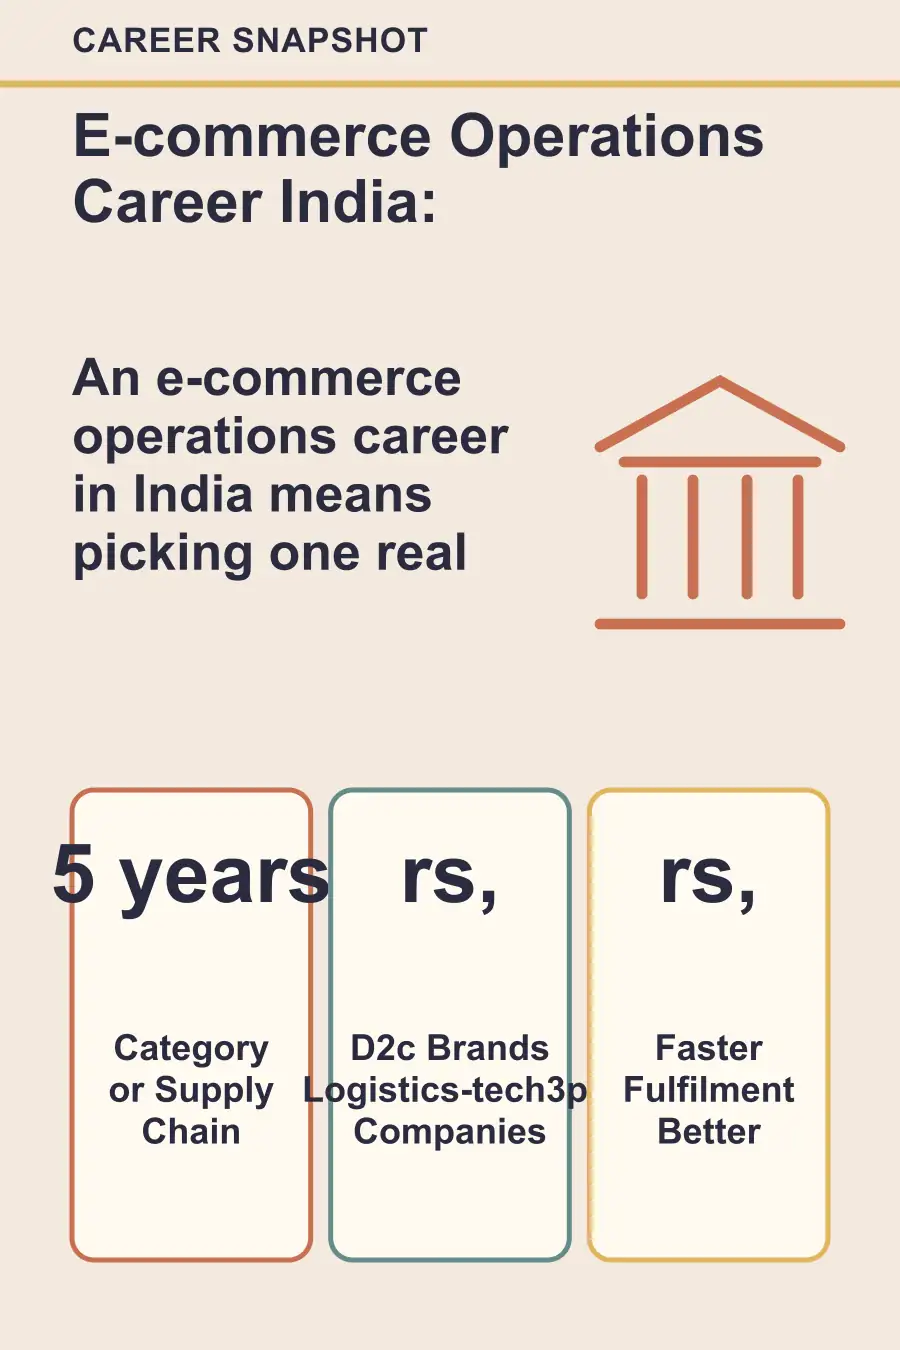 CAREER SNAPSHOT
E-commerce Operations
Career India:
An e-commerce
operations career
in India means
picking one real
5 years
rs,
rs,
Category
or Supply
Chain
D2c Brands
Logistics-tech3p
Companies
Faster
Fulfilment
Better